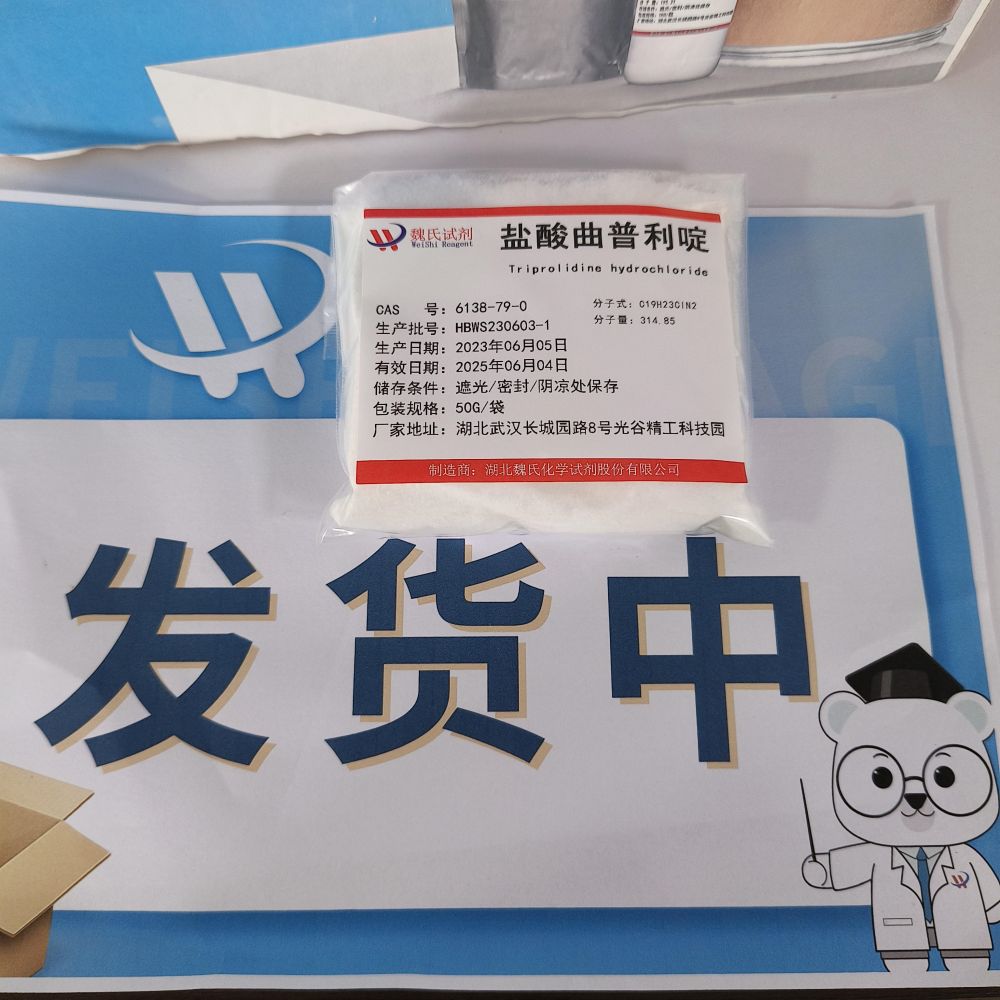 魏氏试剂
WeiShi Reagent
盐酸曲普利啶
Triprolidine hydrochloride
CAS 号：6138-79-0
分子式：C19H23ClN2
生产批号：HBWS230603-1
分子量：314.85
生产日期：2023年06月05日
有效日期：2025年06月04日
储存条件：遮光/密封/阴凉处保存
包装规格：50G/袋
厂家地址：湖北武汉长城园路8号光谷精工科技园
制造商：湖北魏氏化学试剂股份有限公司
发货中